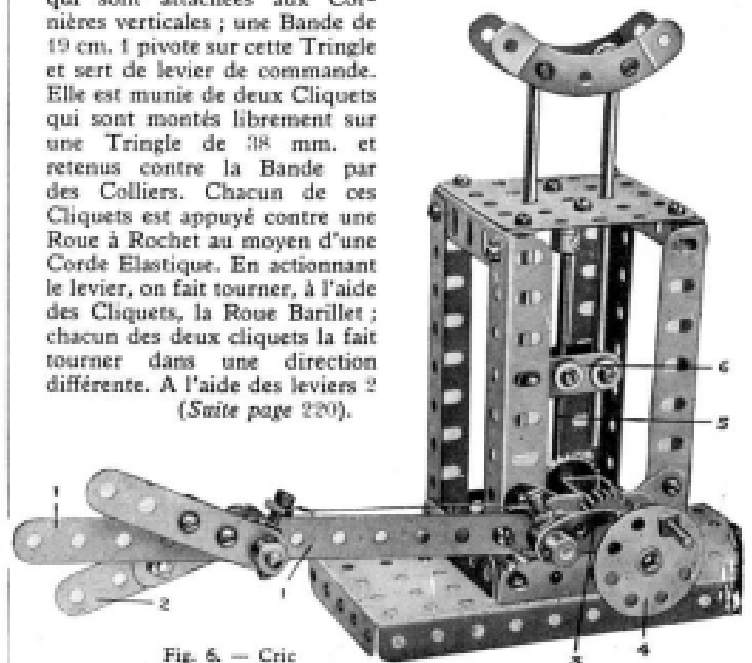 qui sont attachées aux Cor-
nières verticales ; une Bande de
19 cm. 1 pivote sur cette Tringle
et sert de levier de commande.
Elle est munie de deux Cliquets
qui sont montés librement sur
une Tringle de 38 mm. et
retenus contre la Bande par
des Colliers. Chacun de ces
Cliquets est appuyé contre une
Roue à Rochet au moyen d'une
Corde Elastique. En actionnant
le levier, on fait tourner, à l'aide
des Cliquets, la Roue Barillet ;
chacun des deux cliquets la fait
tourner dans une direction
différente. A l'aide des leviers 2
(Suite page 220).
6
5
1
1
2
3
4
Fig. 6. — Cric